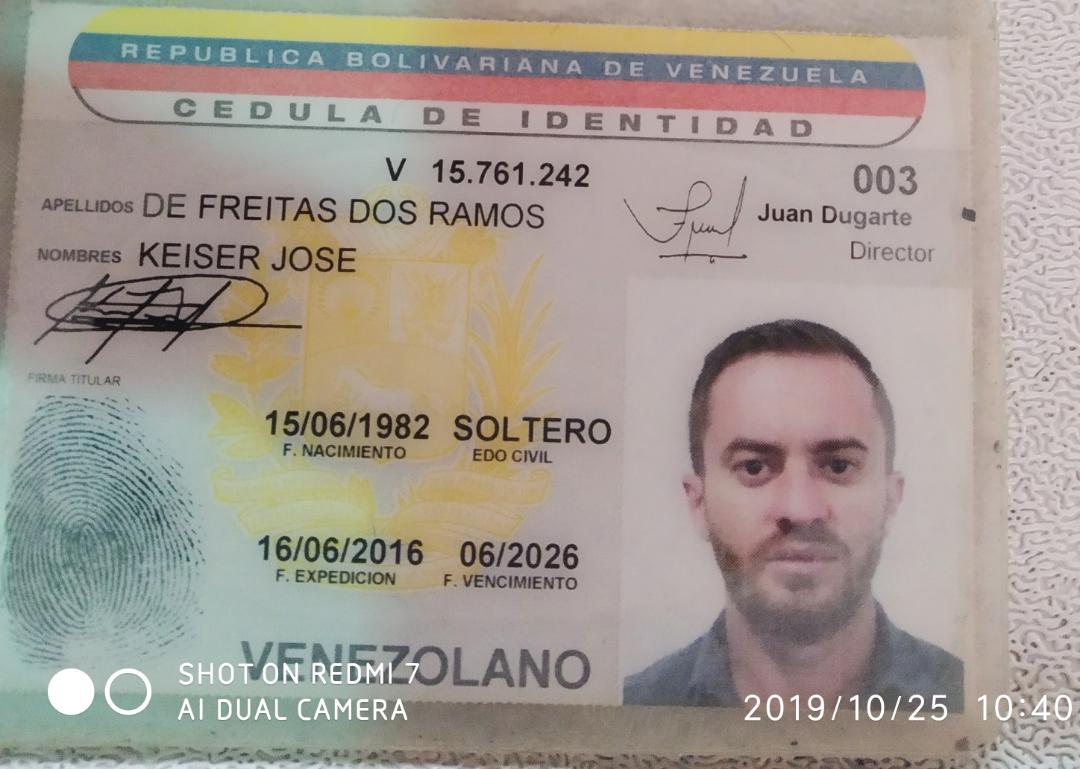 REPUBLICA BOLIVARIANA DE VENEZUELA
CEDULA DE IDENTIDAD
V 15.761.242
003
APELLIDOS DE FREITAS DOS RAMOS
Juan Dugarte
Director
NOMBRES KEISER JOSE
FIRMA TITULAR
15/06/1982 SOLTERO
F. NACIMIENTO EDO CIVIL
16/06/2016 06/2026
F. EXPEDICION F. VENCIMIENTO
VENEZOLANO
SHOT ON REDMI 7
AI DUAL CAMERA
2019/10/25 10:40